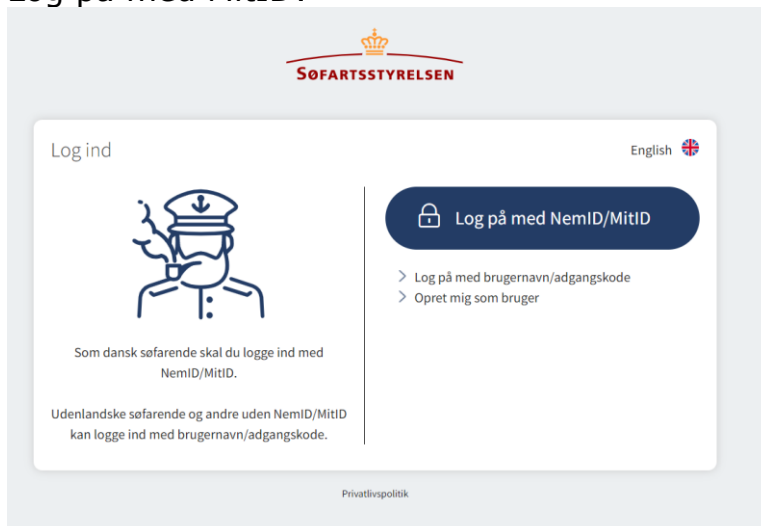 Log på med MitID.
SØFARTSSTYRELSEN
Log ind
English
Log på med NemID/MitID
Log på med brugernavn/adgangskode
Opret mig som bruger
Som dansk søfarende skal du logge ind med
NemID/MitID.
Udenlandske søfarende og andre uden NemID/MitID
kan logge ind med brugernavn/adgangskode.
Privatlivspolitik